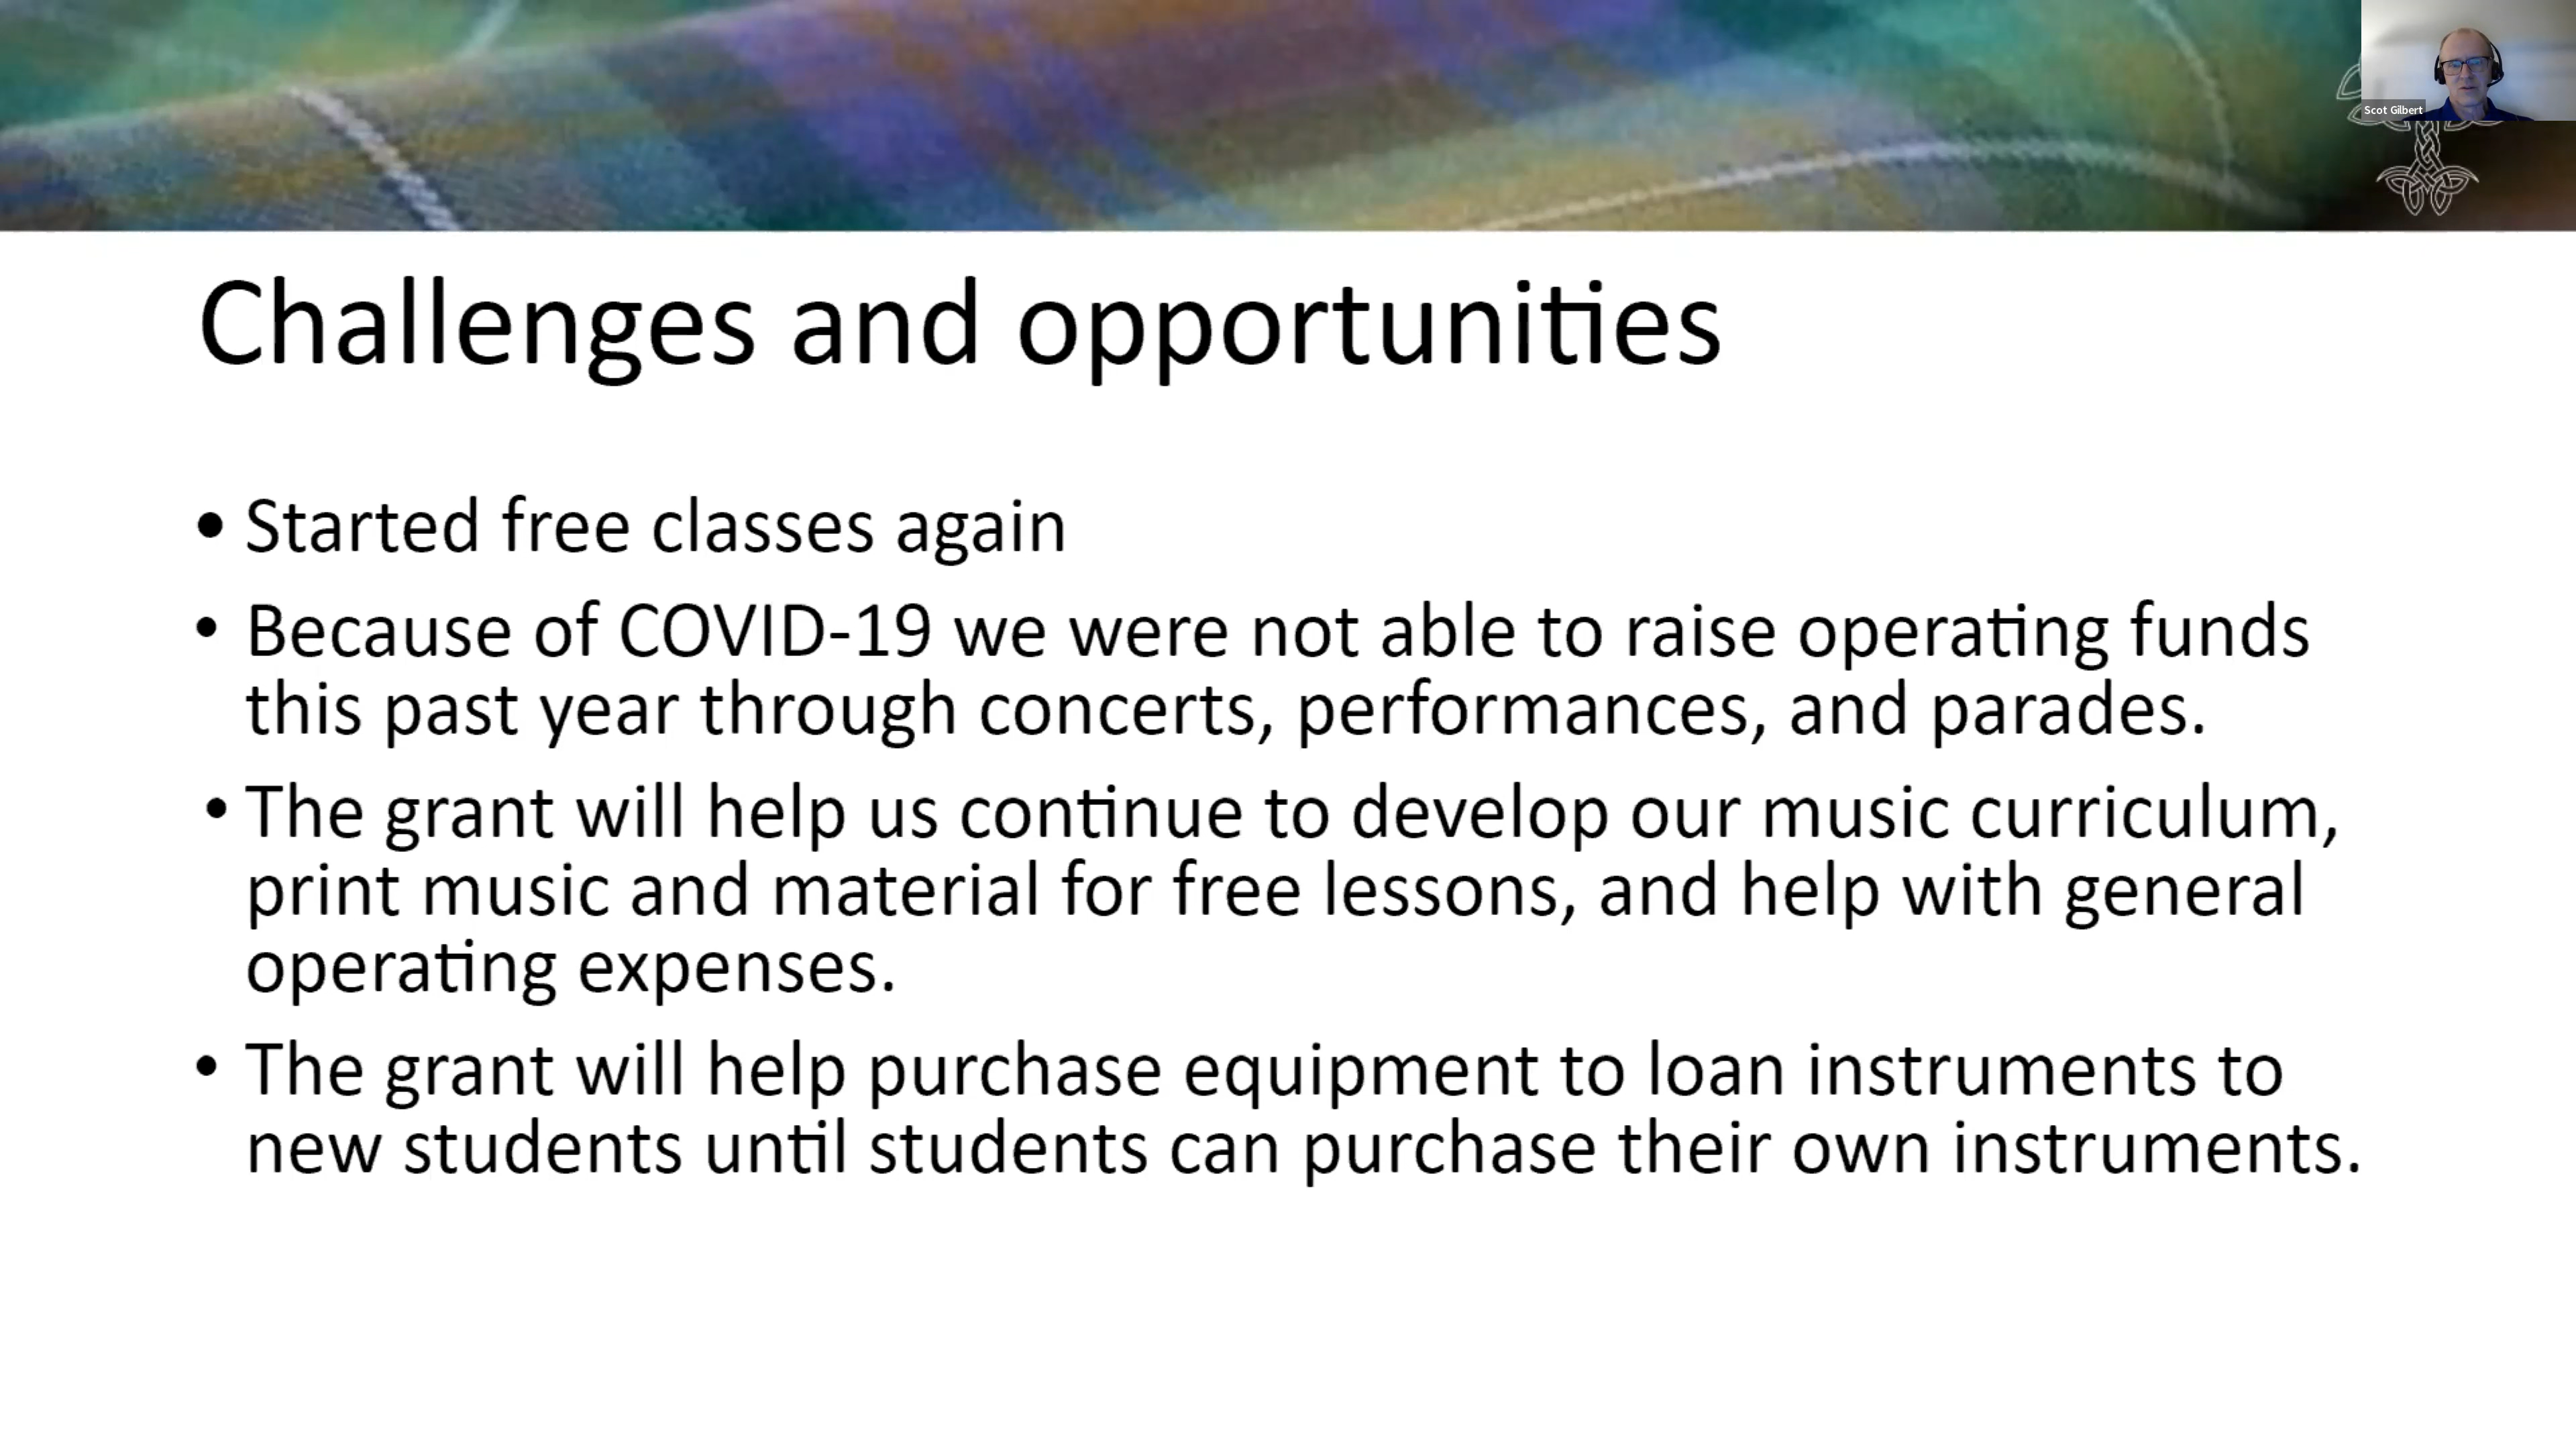 Scot Gilbert
Challenges and opportunities
• Started free classes again
• Because of COVID-19 we were not able to raise operating funds
this past year through concerts, performances, and parades.
• The grant will help us continue to develop our music curriculum,
print music and material for free lessons, and help with general
operating expenses.
• The grant will help purchase equipment to loan instruments to
new students until students can purchase their own instruments.